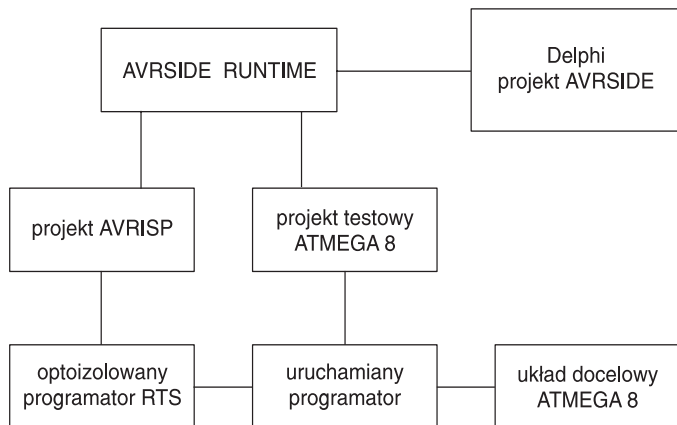 AVRSIDE RUNTIME
Delphi
projekt AVRSIDE
projekt AVRISP
projekt testowy
ATMEGA 8
optoizolowany
programator RTS
uruchamiany
programator
układ docelowy
ATMEGA 8